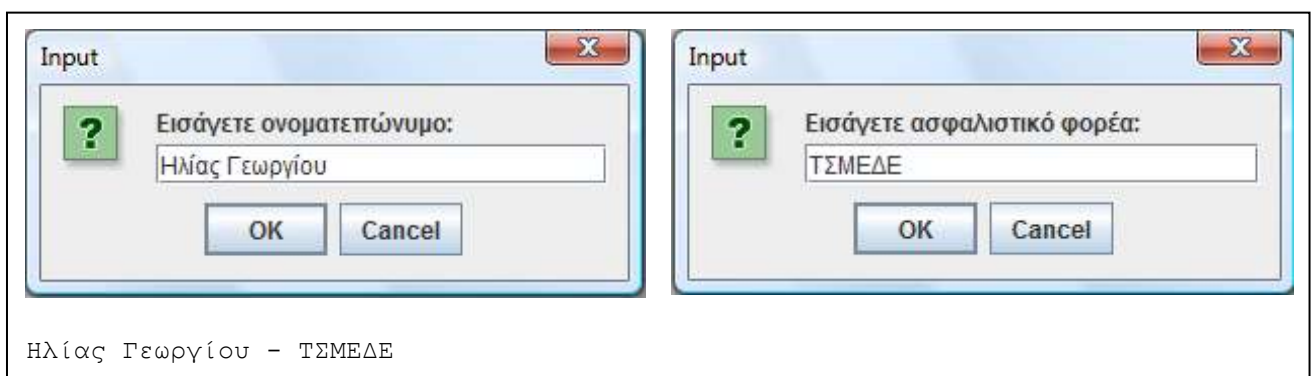 Input
X
?
Εισάγετε ονοματεπώνυμο:
Ηλίας Γεωργίου
OK
Cancel
Input
X
?
Εισάγετε ασφαλιστικό φορέα:
ΤΣΜΕΔΕ
OK
Cancel
Ηλίας Γεωργίου - ΤΣΜΕΔΕ